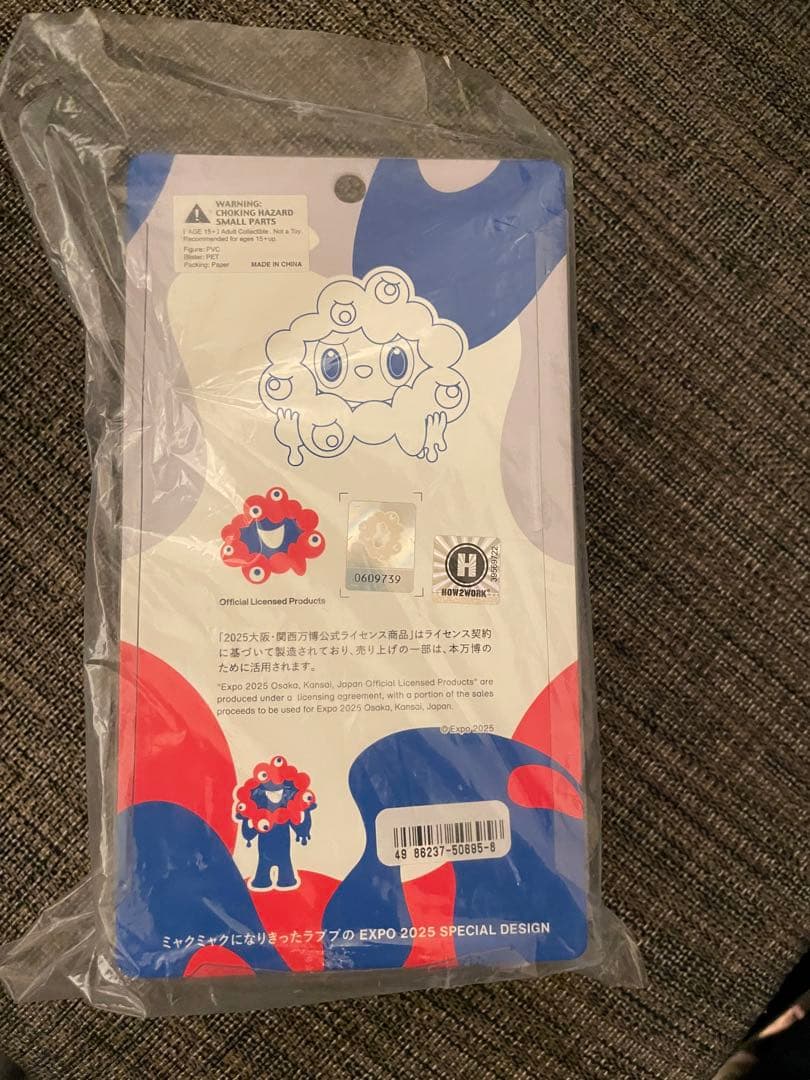 WARNING:
CHOKING HAZARD
SMALL PARTS
[ AGE 15+ ] Adult Collectible. Not a Toy.
Recommended for ages 15+up.
Figure: PVC
Blister: PET
Packing: Paper MADE IN CHINA
0609739
H
HOW2WORK
39569722
Official Licensed Products
「2025大阪・関西万博公式ライセンス商品」はライセンス契約
に基づいて製造されており、売り上げの一部は、本万博の
ために活用されます。
"Expo 2025 Osaka, Kansai, Japan Official Licensed Products" are
produced under a licensing agreement, with a portion of the sales
proceeds to be used for Expo 2025 Osaka, Kansai, Japan.
©Expo 2025
49 86237-50695-8
ミャクミャクになりきったラブブの EXPO 2025 SPECIAL DESIGN